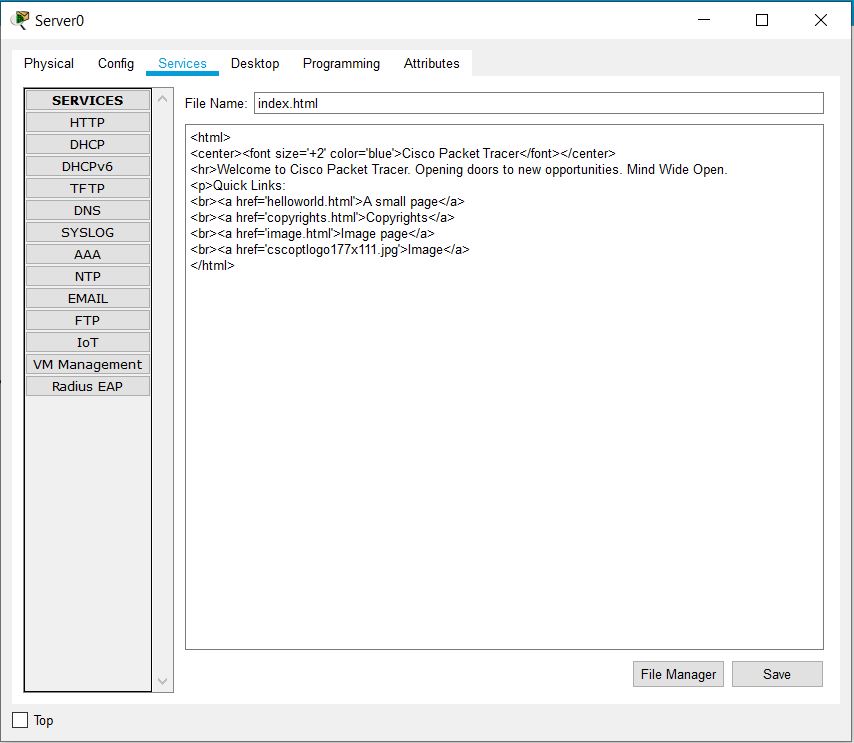 Server0
Physical Config Services Desktop Programming Attributes
SERVICES
HTTP
DHCP
DHCPv6
TFTP
DNS
SYSLOG
AAA
NTP
EMAIL
FTP
IoT
VM Management
Radius EAP
File Name: index.html
<html>
<center><font size='+2' color='blue'>Cisco Packet Tracer</font></center>
<hr>Welcome to Cisco Packet Tracer. Opening doors to new opportunities. Mind Wide Open.
<p>Quick Links:
<br><a href='helloworld.html'>A small page</a>
<br><a href='copyrights.html'>Copyrights</a>
<br><a href='image.html'>Image page</a>
<br><a href='cscoptlogo177x111.jpg'>Image</a>
</html>
File Manager Save
Top